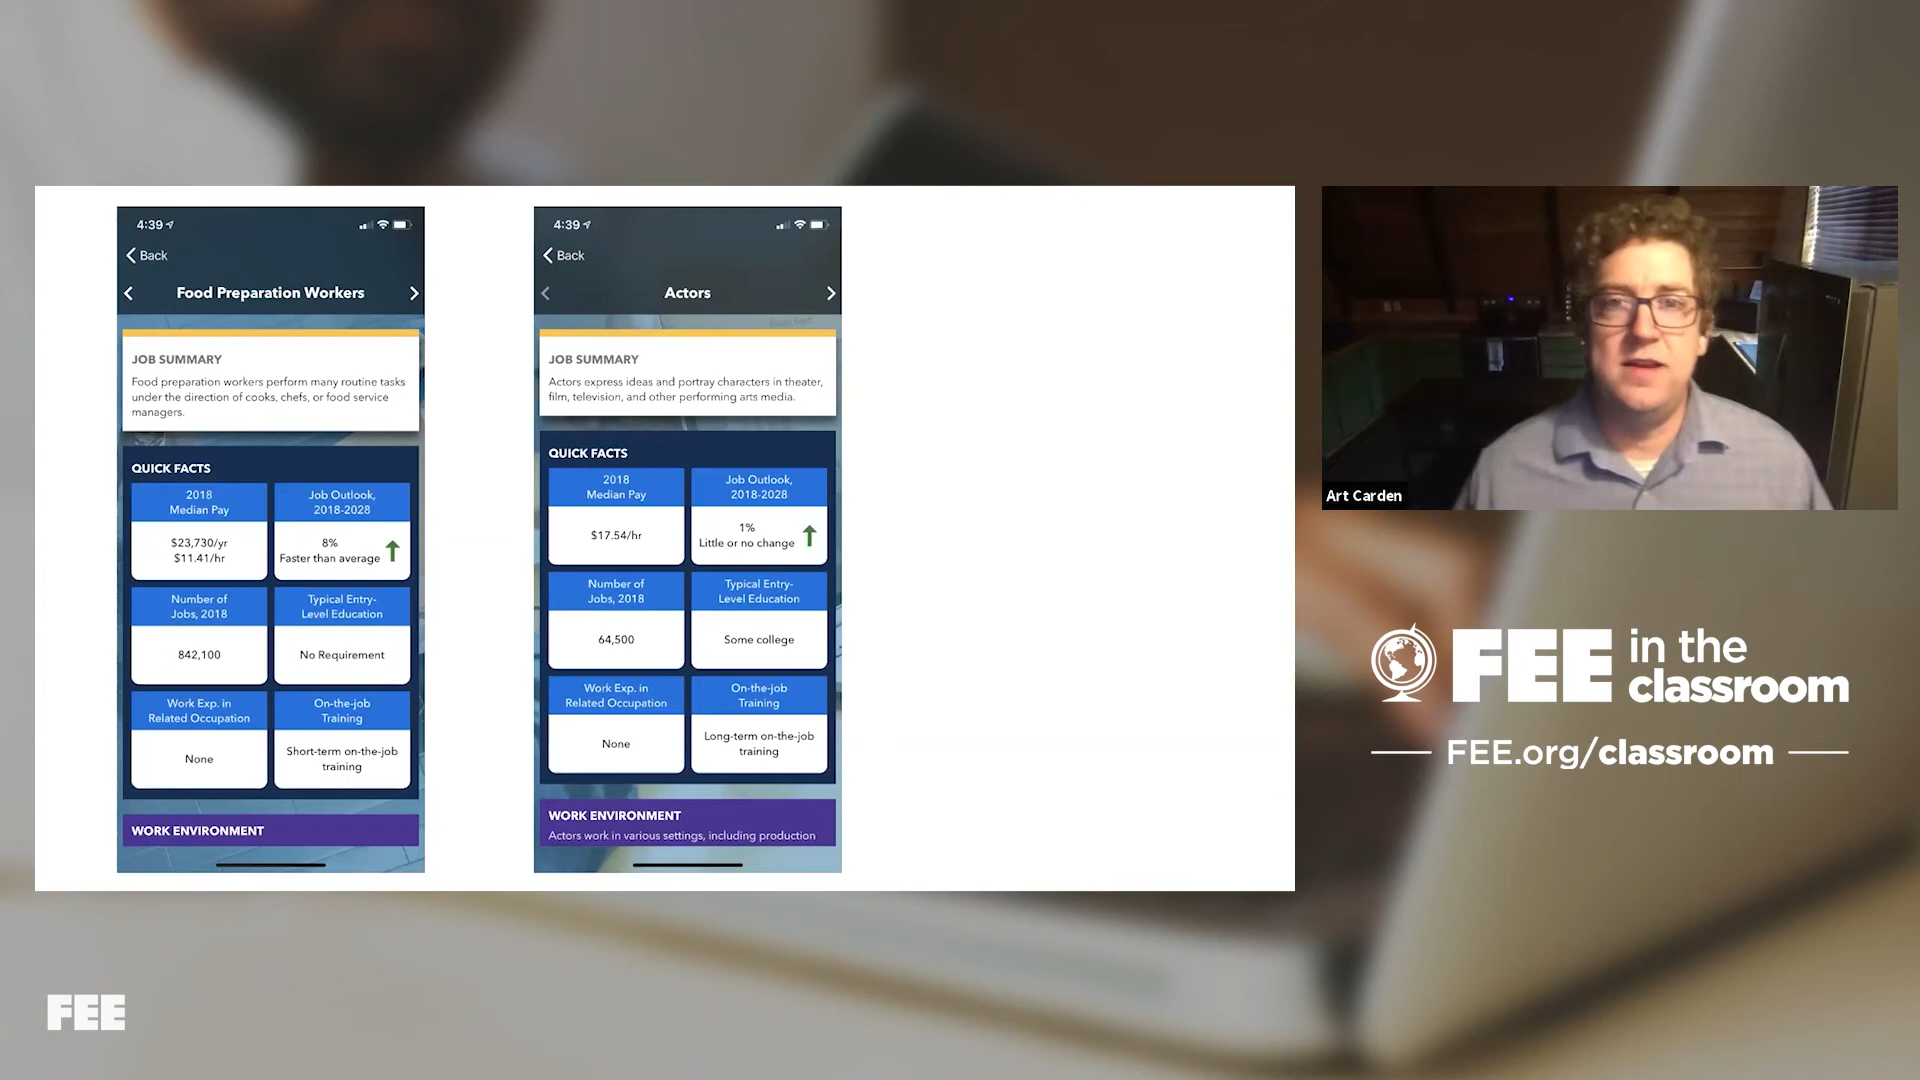 4:39
Back
Food Preparation Workers
JOB SUMMARY
Food preparation workers perform many routine tasks
under the direction of cooks, chefs, or food service
managers.
QUICK FACTS
2018
Median Pay
$23,730/yr
$11.41/hr
Job Outlook,
2018-2028
8%
Faster than average
Number of
Jobs, 2018
842,100
Typical Entry-
Level Education
No Requirement
Work Exp. in
Related Occupation
None
On-the-job
Training
Short-term on-the-job
training
WORK ENVIRONMENT
4:39
Back
Actors
JOB SUMMARY
Actors express ideas and portray characters in theater,
film, television, and other performing arts media.
QUICK FACTS
2018
Median Pay
$17.54/hr
Job Outlook,
2018-2028
1%
Little or no change
Number of
Jobs, 2018
64,500
Typical Entry-
Level Education
Some college
Work Exp. in
Related Occupation
None
On-the-job
Training
Long-term on-the-job
training
WORK ENVIRONMENT
Actors work in various settings, including production
Art Carden
FEE in the
classroom
FEE.org/classroom
FEE